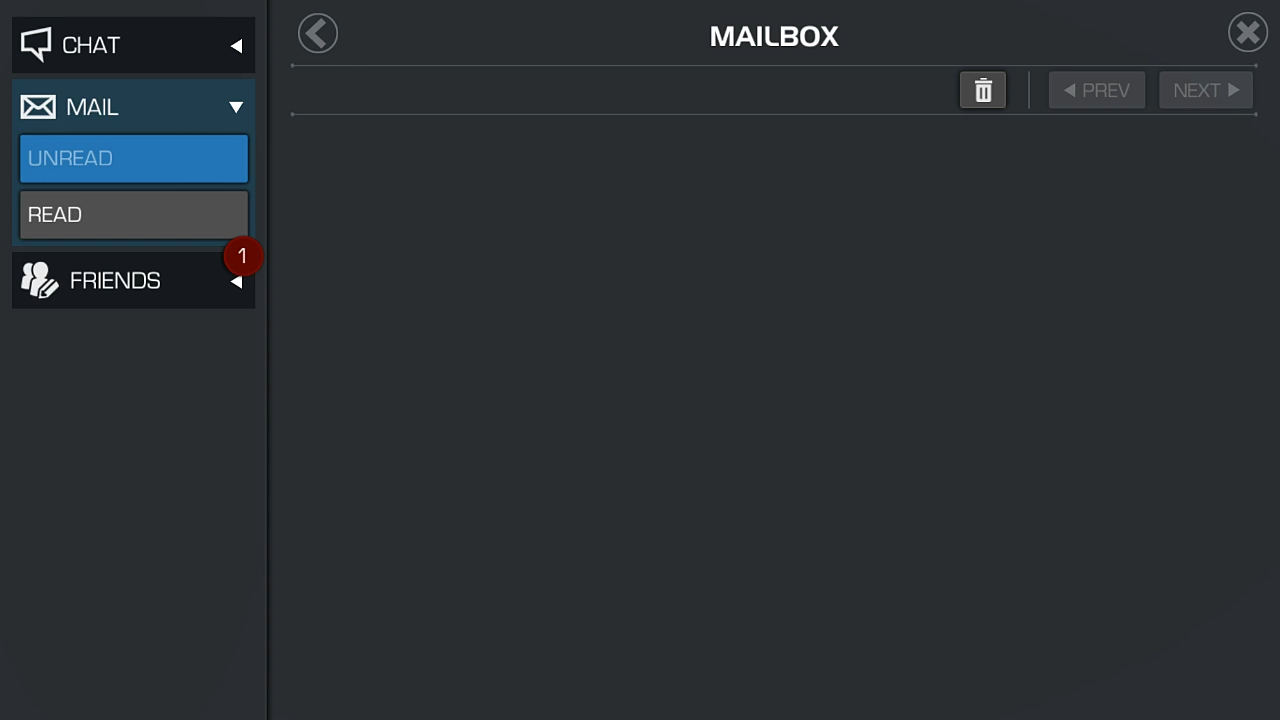 CHAT
MAIL
UNREAD
READ
1
FRIENDS
MAILBOX
PREV
NEXT